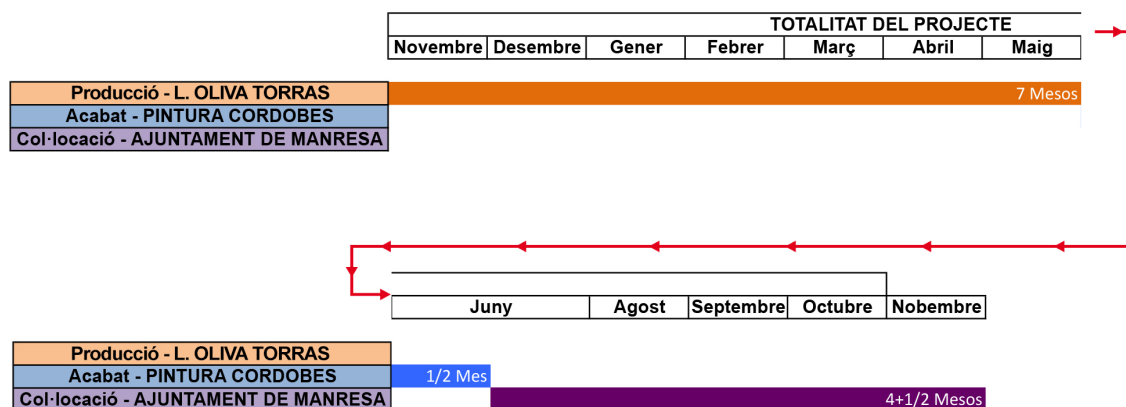 TOTALITAT DEL PROJECTE
Novembre Desembre Gener Febrer Març Abril Maig
Producció - L. OLIVA TORRAS 7 Mesos
Acabat - PINTURA CORDOBES
Col·locació - AJUNTAMENT DE MANRESA
Juny Agost Septembre Octubre Nobembre
Producció - L. OLIVA TORRAS
Acabat - PINTURA CORDOBES 1/2 Mes
Col·locació - AJUNTAMENT DE MANRESA 4+1/2 Mesos